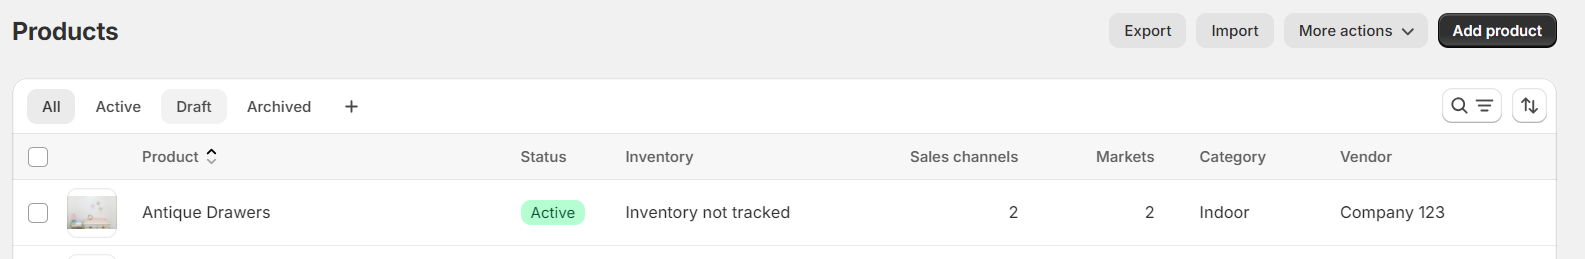 Products
Export Import More actions Add product
All Active Draft Archived +
Product Status Inventory Sales channels Markets Category Vendor
Antique Drawers Active Inventory not tracked 2 2 Indoor Company 123